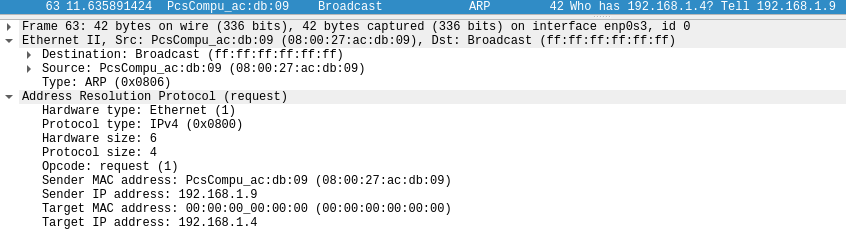 63 11.635891424 PcsCompu_ac:db:09 Broadcast ARP 42 Who has 192.168.1.4? Tell 192.168.1.9
Frame 63: 42 bytes on wire (336 bits), 42 bytes captured (336 bits) on interface enp0s3, id 0
Ethernet II, Src: PcsCompu_ac:db:09 (08:00:27:ac:db:09), Dst: Broadcast (ff:ff:ff:ff:ff:ff)
Destination: Broadcast (ff:ff:ff:ff:ff:ff)
Source: PcsCompu_ac:db:09 (08:00:27:ac:db:09)
Type: ARP (0x0806)
Address Resolution Protocol (request)
Hardware type: Ethernet (1)
Protocol type: IPv4 (0x0800)
Hardware size: 6
Protocol size: 4
Opcode: request (1)
Sender MAC address: PcsCompu_ac:db:09 (08:00:27:ac:db:09)
Sender IP address: 192.168.1.9
Target MAC address: 00:00:00_00:00:00 (00:00:00:00:00:00)
Target IP address: 192.168.1.4